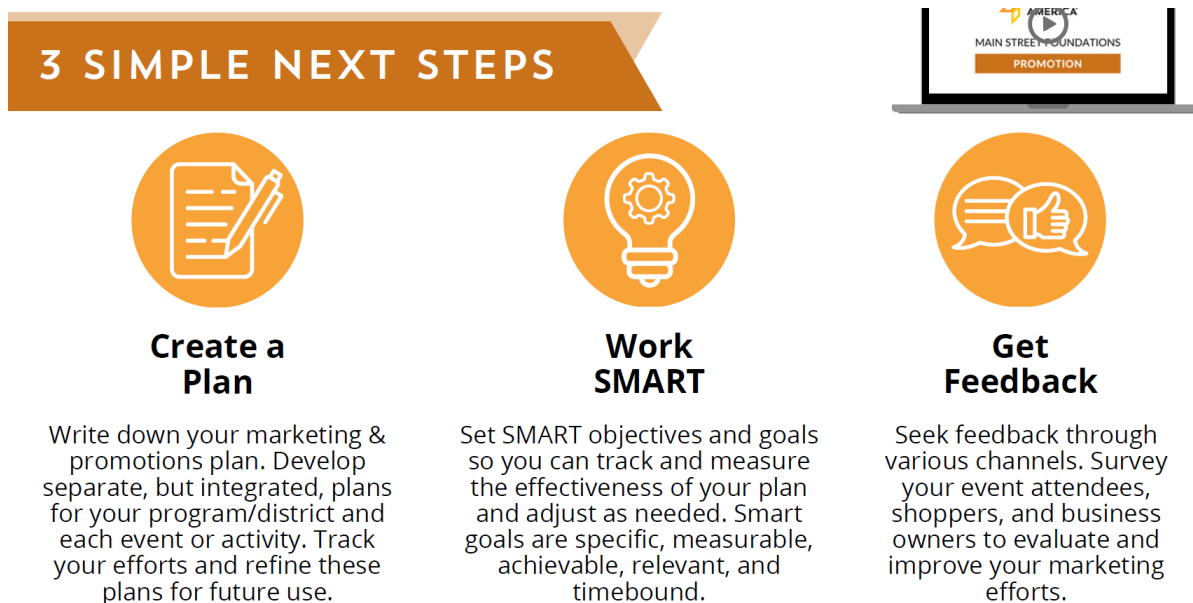 3 SIMPLE NEXT STEPS
AMERICA
MAIN STREET FOUNDATIONS
PROMOTION
Create a
Plan
Write down your marketing &
promotions plan. Develop
separate, but integrated, plans
for your program/district and
each event or activity. Track
your efforts and refine these
plans for future use.
Work
SMART
Set SMART objectives and goals
so you can track and measure
the effectiveness of your plan
and adjust as needed. Smart
goals are specific, measurable,
achievable, relevant, and
timebound.
Get
Feedback
Seek feedback through
various channels. Survey
your event attendees,
shoppers, and business
owners to evaluate and
improve your marketing
efforts.